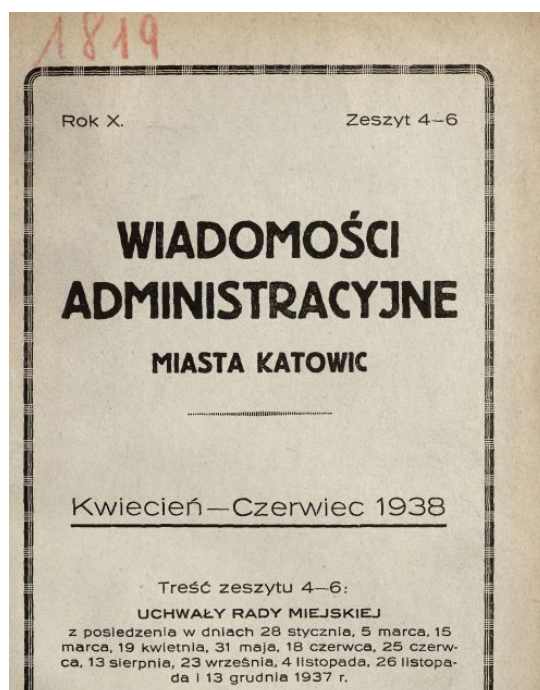 1819
Rok X.
Zeszyt 4—6
WIADOMOŚCI
ADMINISTRACYJNE
MIASTA KATOWIC
Kwiecień—Czerwiec 1938
Treść zeszytu 4—6:
UCHWAŁY RADY MIEJSKIEJ
z posiedzenia w dniach 28 stycznia, 5 marca, 15
marca, 19 kwietnia, 31 maja, 18 czerwca, 25 czerw-
ca, 13 sierpnia, 23 września, 4 listopada, 26 listopa-
da i 13 grudnia 1937 r.